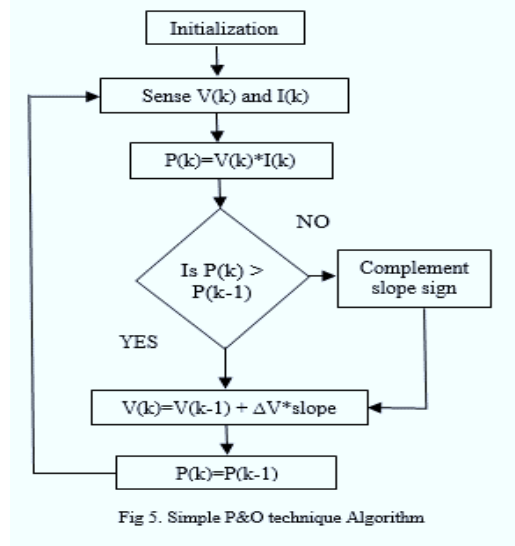 Initialization
Sense V(k) and I(k)
P(k)=V(k)*I(k)
Is P(k) >
P(k-1)
NO
Complement
slope sign
YES
V(k)=V(k-1) + ΔV*slope
P(k)=P(k-1)
Fig 5. Simple P&O technique Algorithm